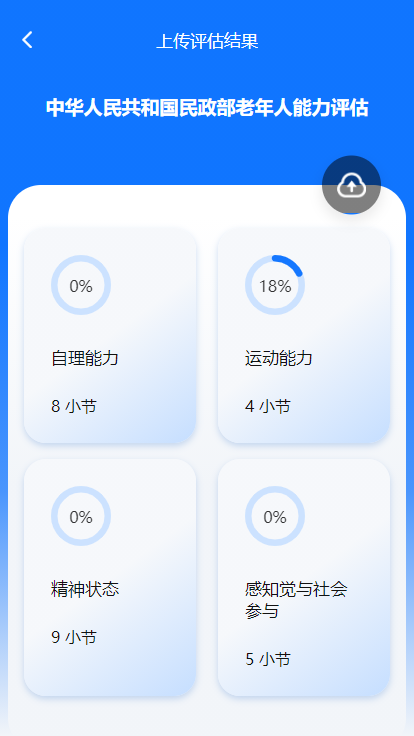 上传评估结果
中华人民共和国民政部老年人能力评估
0%
18%
自理能力
运动能力
8 小节
4 小节
0%
0%
精神状态
感知觉与社会
参与
9 小节
5 小节